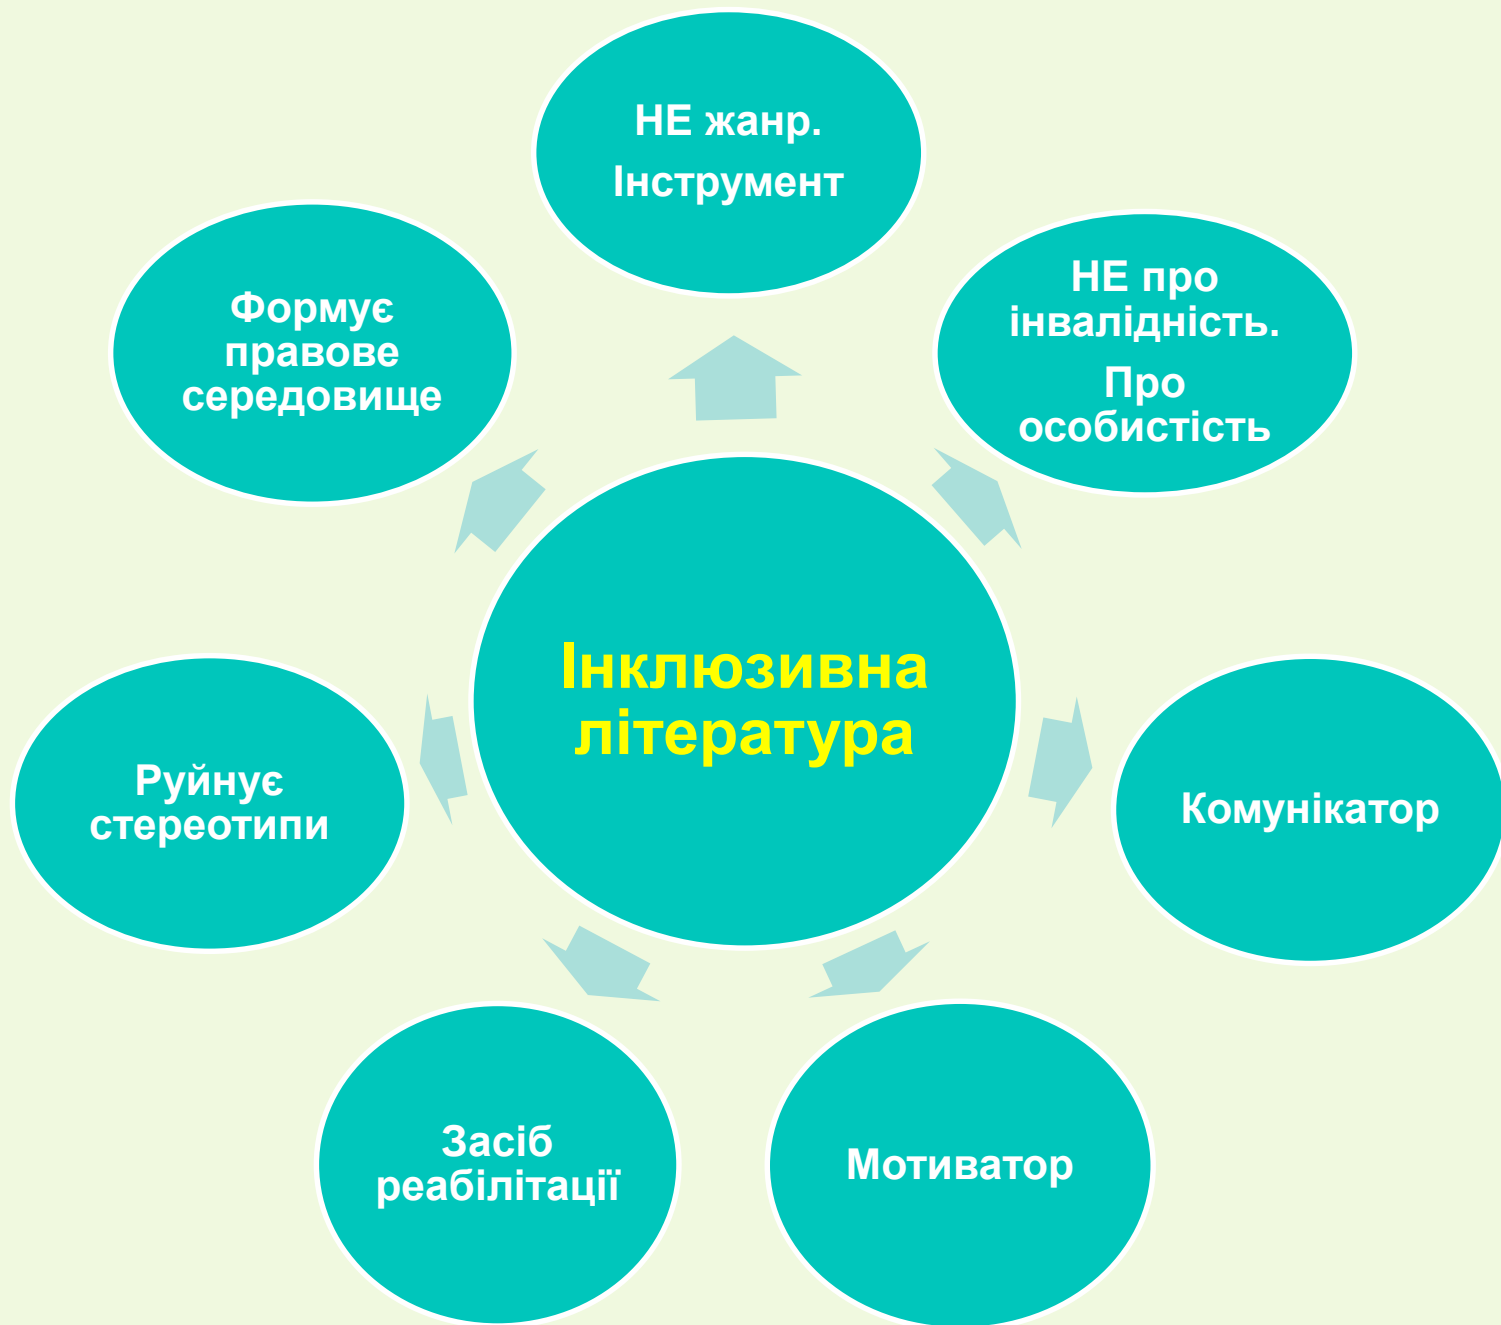 НЕ жанр.
Інструмент
НЕ про
інвалідність.
Про
особистість
Комунікатор
Мотиватор
Засіб
реабілітації
Руйнує
стереотипи
Формує
правове
середовище
Інклюзивна
література